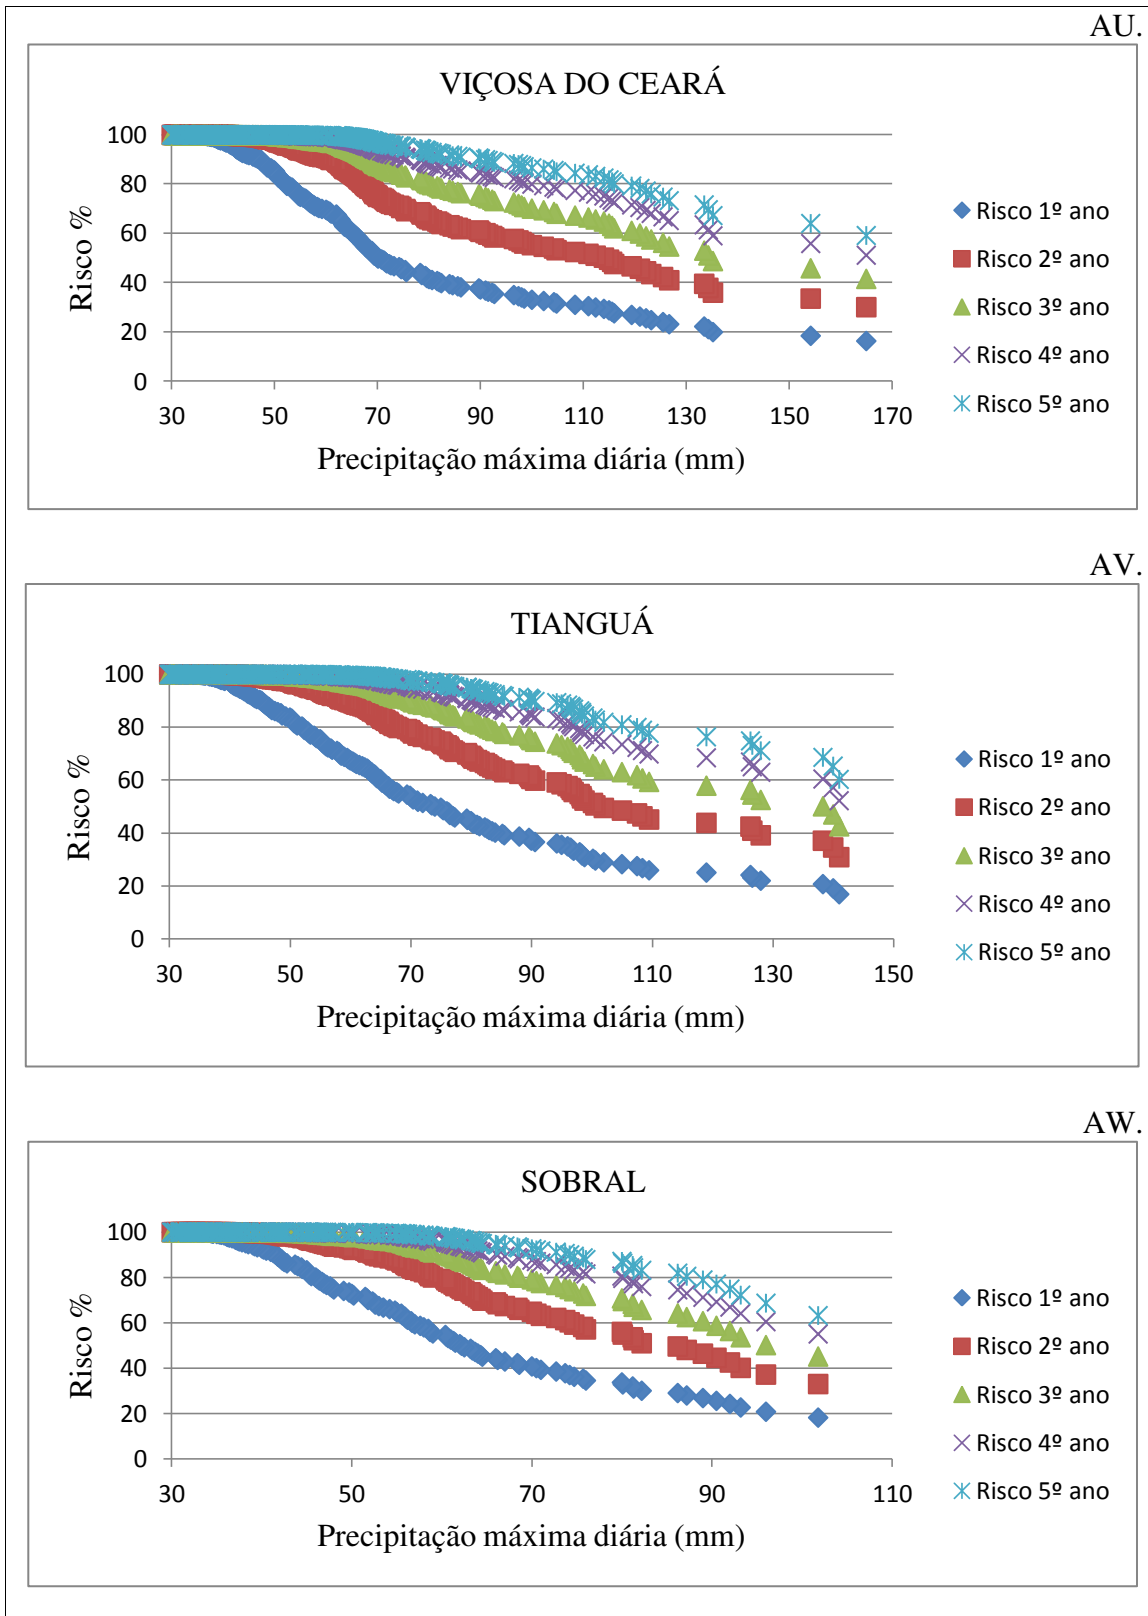 AU.
VIÇOSA DO CEARÁ
Risco %
100
80
60
40
20
0
30 50 70 90 110 130 150 170
Precipitação máxima diária (mm)
Risco 1º ano
Risco 2º ano
Risco 3º ano
Risco 4º ano
Risco 5º ano
AV.
TIANGUÁ
Risco %
100
80
60
40
20
0
30 50 70 90 110 130 150
Precipitação máxima diária (mm)
Risco 1º ano
Risco 2º ano
Risco 3º ano
Risco 4º ano
Risco 5º ano
AW.
SOBRAL
Risco %
100
80
60
40
20
0
30 50 70 90 110
Precipitação máxima diária (mm)
Risco 1º ano
Risco 2º ano
Risco 3º ano
Risco 4º ano
Risco 5º ano